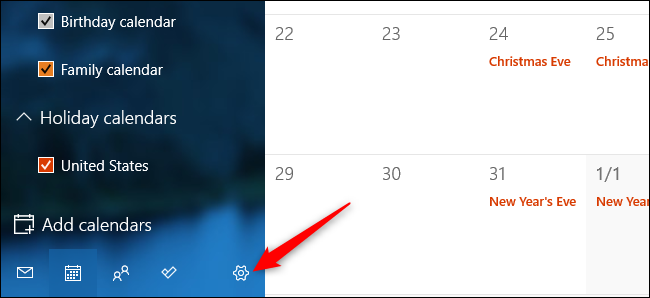 Birthday calendar
Family calendar
Holiday calendars
United States
Add calendars
22 23 24 25
Christmas Eve Christma
29 30 31 1/1
New Year's Eve New Year